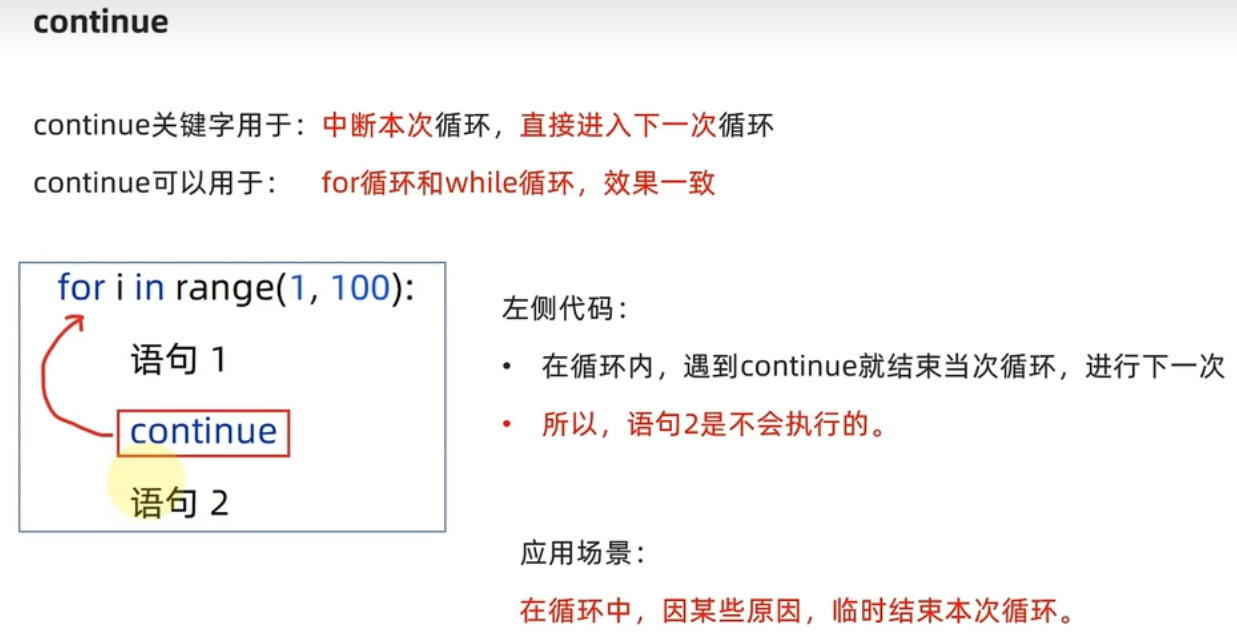 continue
continue关键字用于：中断本次循环，直接进入下一次循环
continue可以用于： for循环和while循环，效果一致
for i in range(1, 100):
语句 1
continue
语句 2
左侧代码：
• 在循环内，遇到continue就结束当次循环，进行下一次
• 所以，语句2是不会执行的。
应用场景：
在循环中，因某些原因，临时结束本次循环。